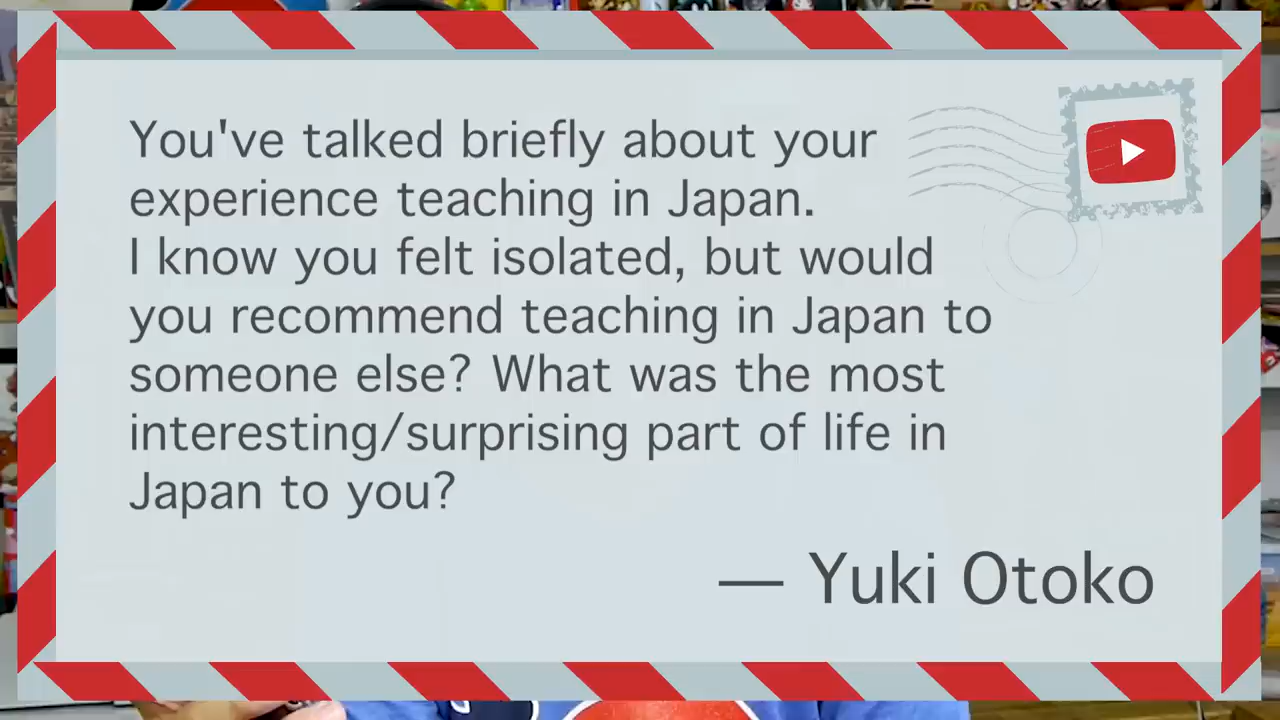 You've talked briefly about your
experience teaching in Japan.
I know you felt isolated, but would
you recommend teaching in Japan to
someone else? What was the most
interesting/surprising part of life in
Japan to you?
— Yuki Otoko